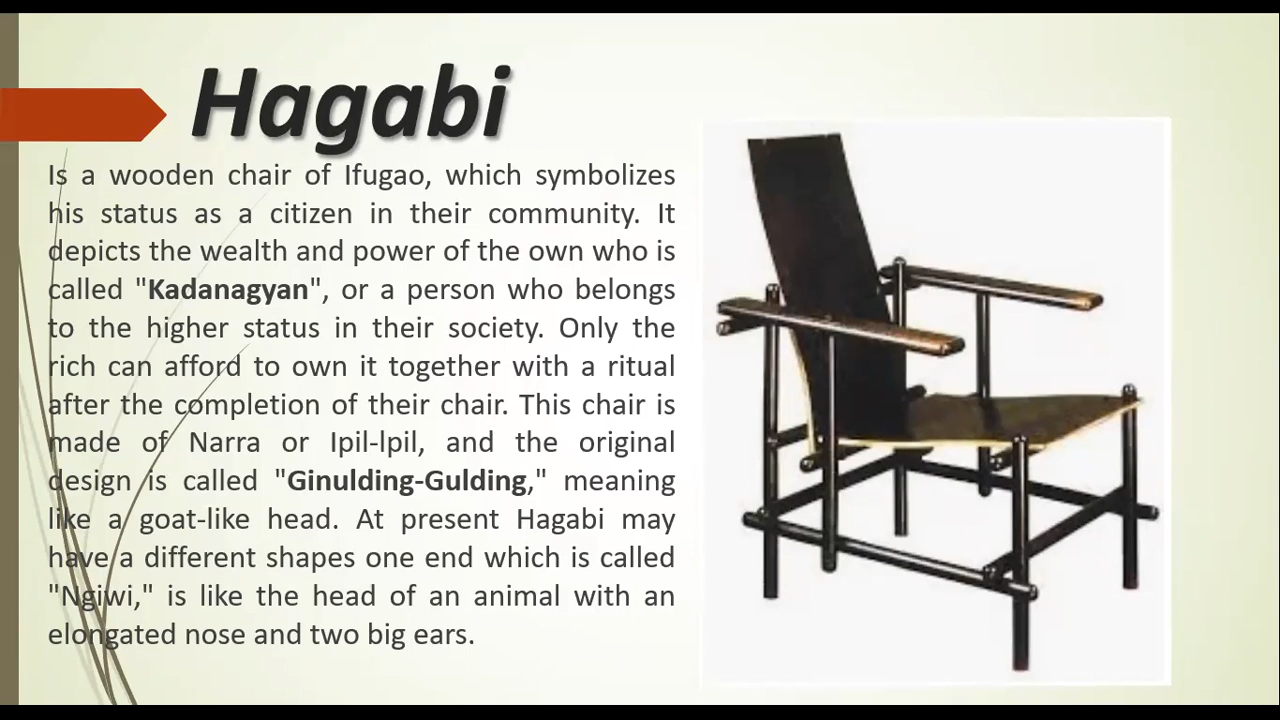 Hagabi
Is a wooden chair of Ifugao, which symbolizes
his status as a citizen in their community. It
depicts the wealth and power of the own who is
called "Kadanagyan", or a person who belongs
to the higher status in their society. Only the
rich can afford to own it together with a ritual
after the completion of their chair. This chair is
made of Narra or Ipil-lpil, and the original
design is called "Ginulding-Gulding," meaning
like a goat-like head. At present Hagabi may
have a different shapes one end which is called
"Ngiwi," is like the head of an animal with an
elongated nose and two big ears.